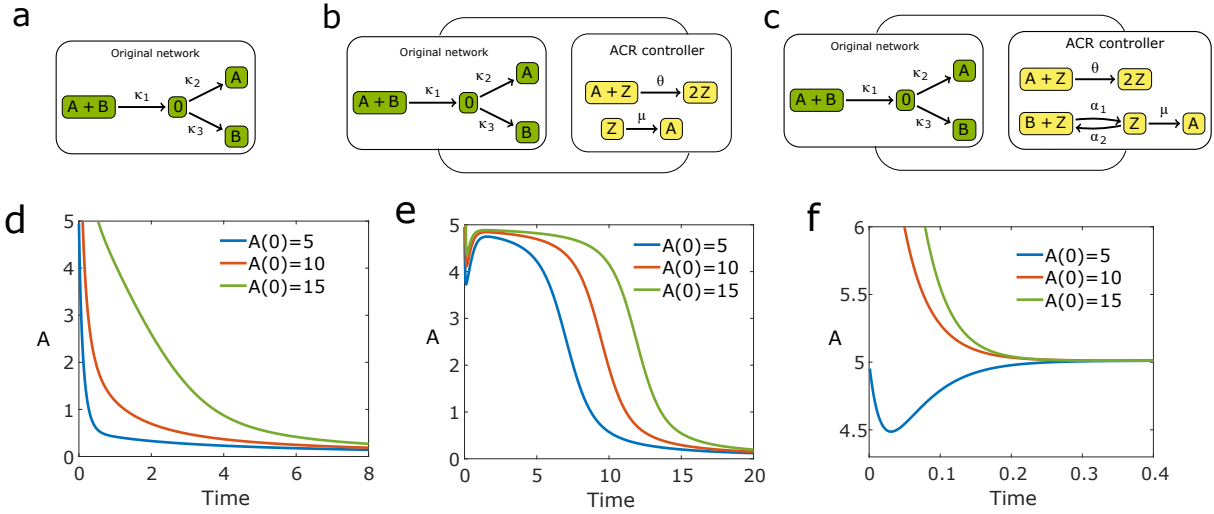 a
Original network
A + B
κ1
0
κ2
A
κ3
B
b
Original network
A + B
κ1
0
κ2
A
κ3
B
ACR controller
A + Z
θ
2Z
Z
μ
A
c
Original network
A + B
κ1
0
κ2
A
κ3
B
ACR controller
A + Z
θ
2Z
B + Z
α1
α2
Z
μ
A
d
5
4
3
2
1
0
A
A(0)=5
A(0)=10
A(0)=15
0 2 4 6 8
Time
e
5
4
3
2
1
0
A
A(0)=5
A(0)=10
A(0)=15
0 5 10 15 20
Time
f
6
5.5
5
4.5
A
A(0)=5
A(0)=10
A(0)=15
0 0.1 0.2 0.3 0.4
Time